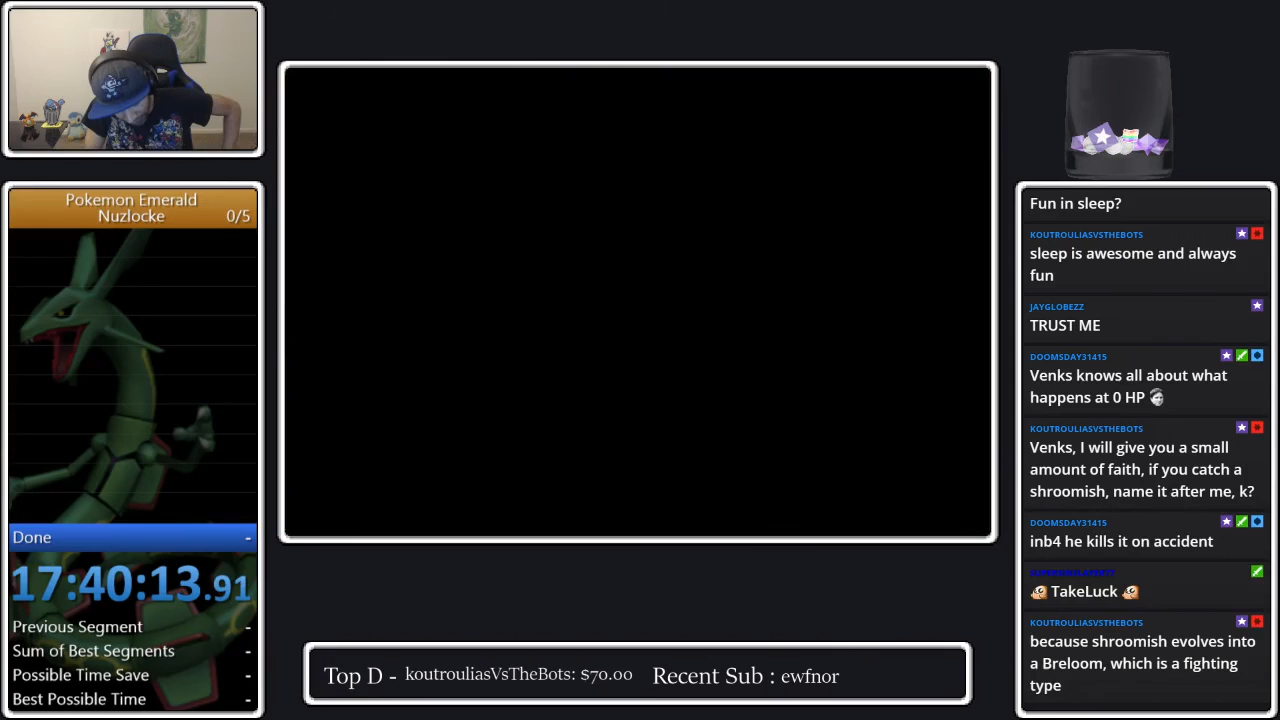 Pokemon Emerald
Nuzlocke
0/5
Done -
17:40:13.91
Previous Segment -
Sum of Best Segments -
Possible Time Save -
Best Possible Time -
Top D - koutrouliasVsTheBots: $70.00 Recent Sub : ewfnor
Fun in sleep?
KOUTROULIASVSTHEBOTS
sleep is awesome and always
fun
JAYGLOBEZZ
TRUST ME
DOOMSDAY31415
Venks knows all about what
happens at 0 HP
KOUTROULIASVSTHEBOTS
Venks, I will give you a small
amount of faith, if you catch a
shroomish, name it after me, k?
DOOMSDAY31415
inb4 he kills it on accident
TakeLuck
KOUTROULIASVSTHEBOTS
because shroomish evolves into
a Breloom, which is a fighting
type